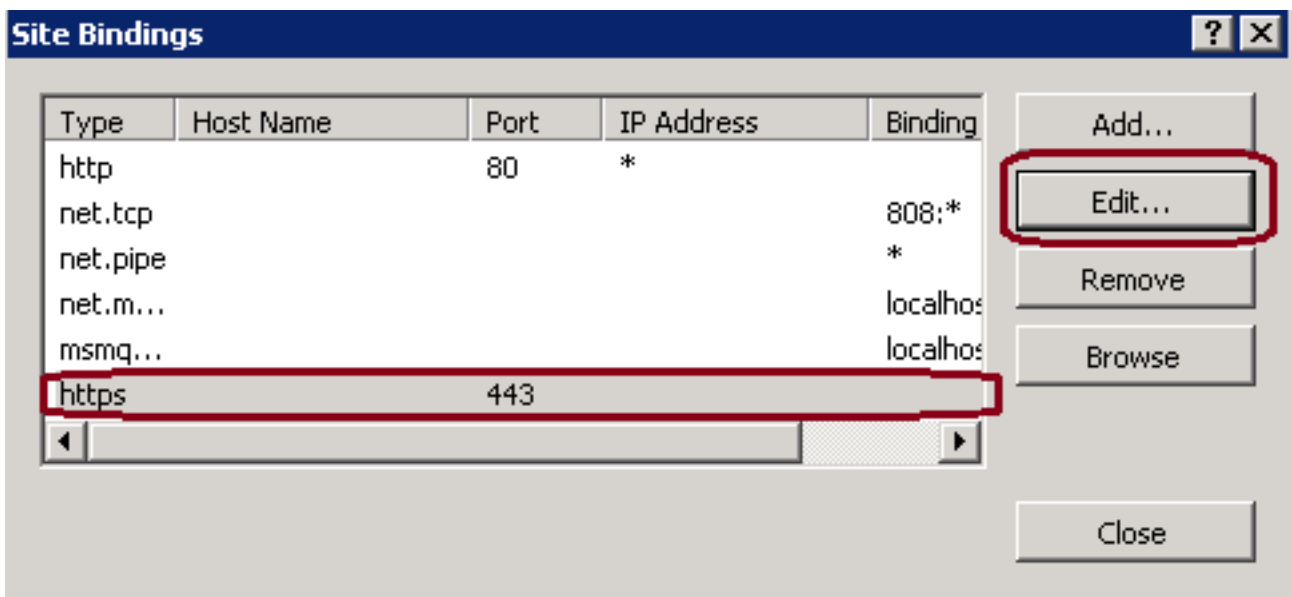 Site Bindings ? X
Type Host Name Port IP Address Binding Add...
http 80 *
net.tcp 808:* Edit...
net.pipe *
net.m... localhos Remove
msmq... localhos Browse
https 443
Close